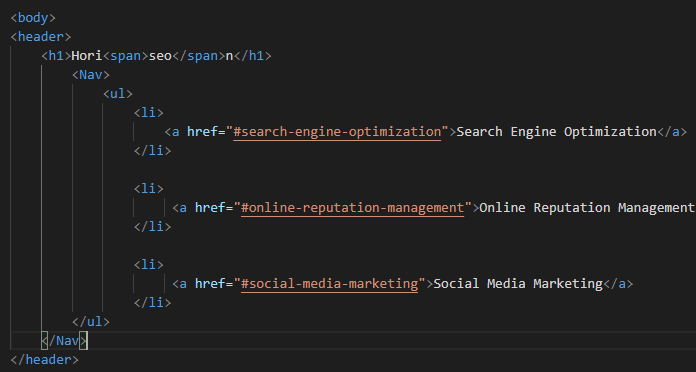 <body>
<header>
<h1>Hori<span>seo</span>n</h1>
<Nav>
<ul>
<li>
<a href="#search-engine-optimization">Search Engine Optimization</a>
</li>
<li>
<a href="#online-reputation-management">Online Reputation Management
</li>
<li>
<a href="#social-media-marketing">Social Media Marketing</a>
</li>
</ul>
</Nav>
</header>